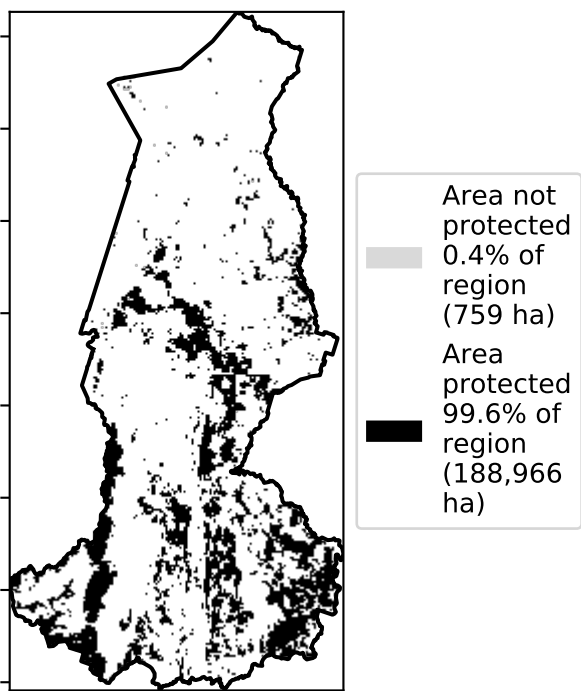 Area not
protected
0.4% of
region
(759 ha)
Area
protected
99.6% of
region
(188,966
ha)